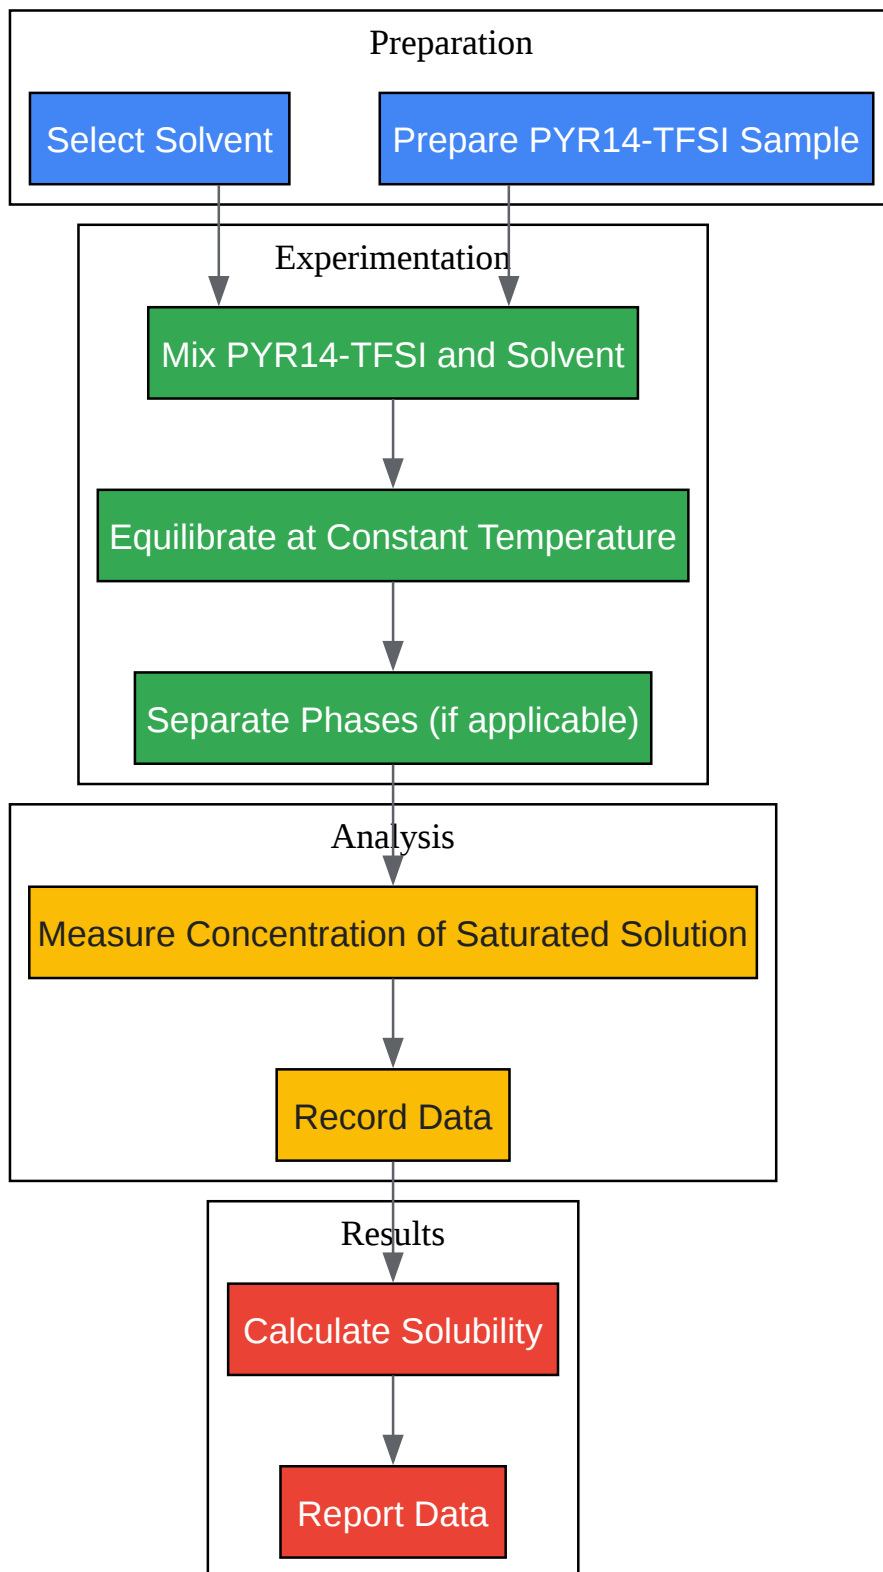 Preparation
Select Solvent
Prepare PYR14-TFSI Sample
Experimentation
Mix PYR14-TFSI and Solvent
Equilibrate at Constant Temperature
Separate Phases (if applicable)
Analysis
Measure Concentration of Saturated Solution
Record Data
Results
Calculate Solubility
Report Data